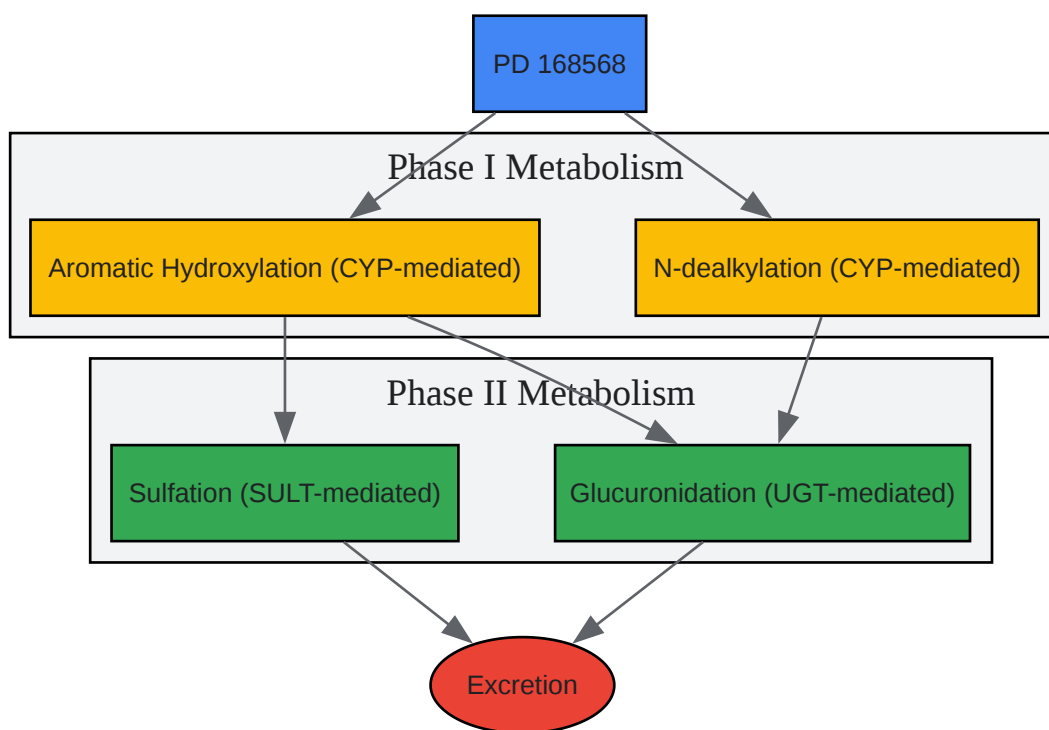 PD 168568
Phase I Metabolism
Aromatic Hydroxylation (CYP-mediated)
N-dealkylation (CYP-mediated)
Phase II Metabolism
Sulfation (SULT-mediated)
Glucuronidation (UGT-mediated)
Excretion